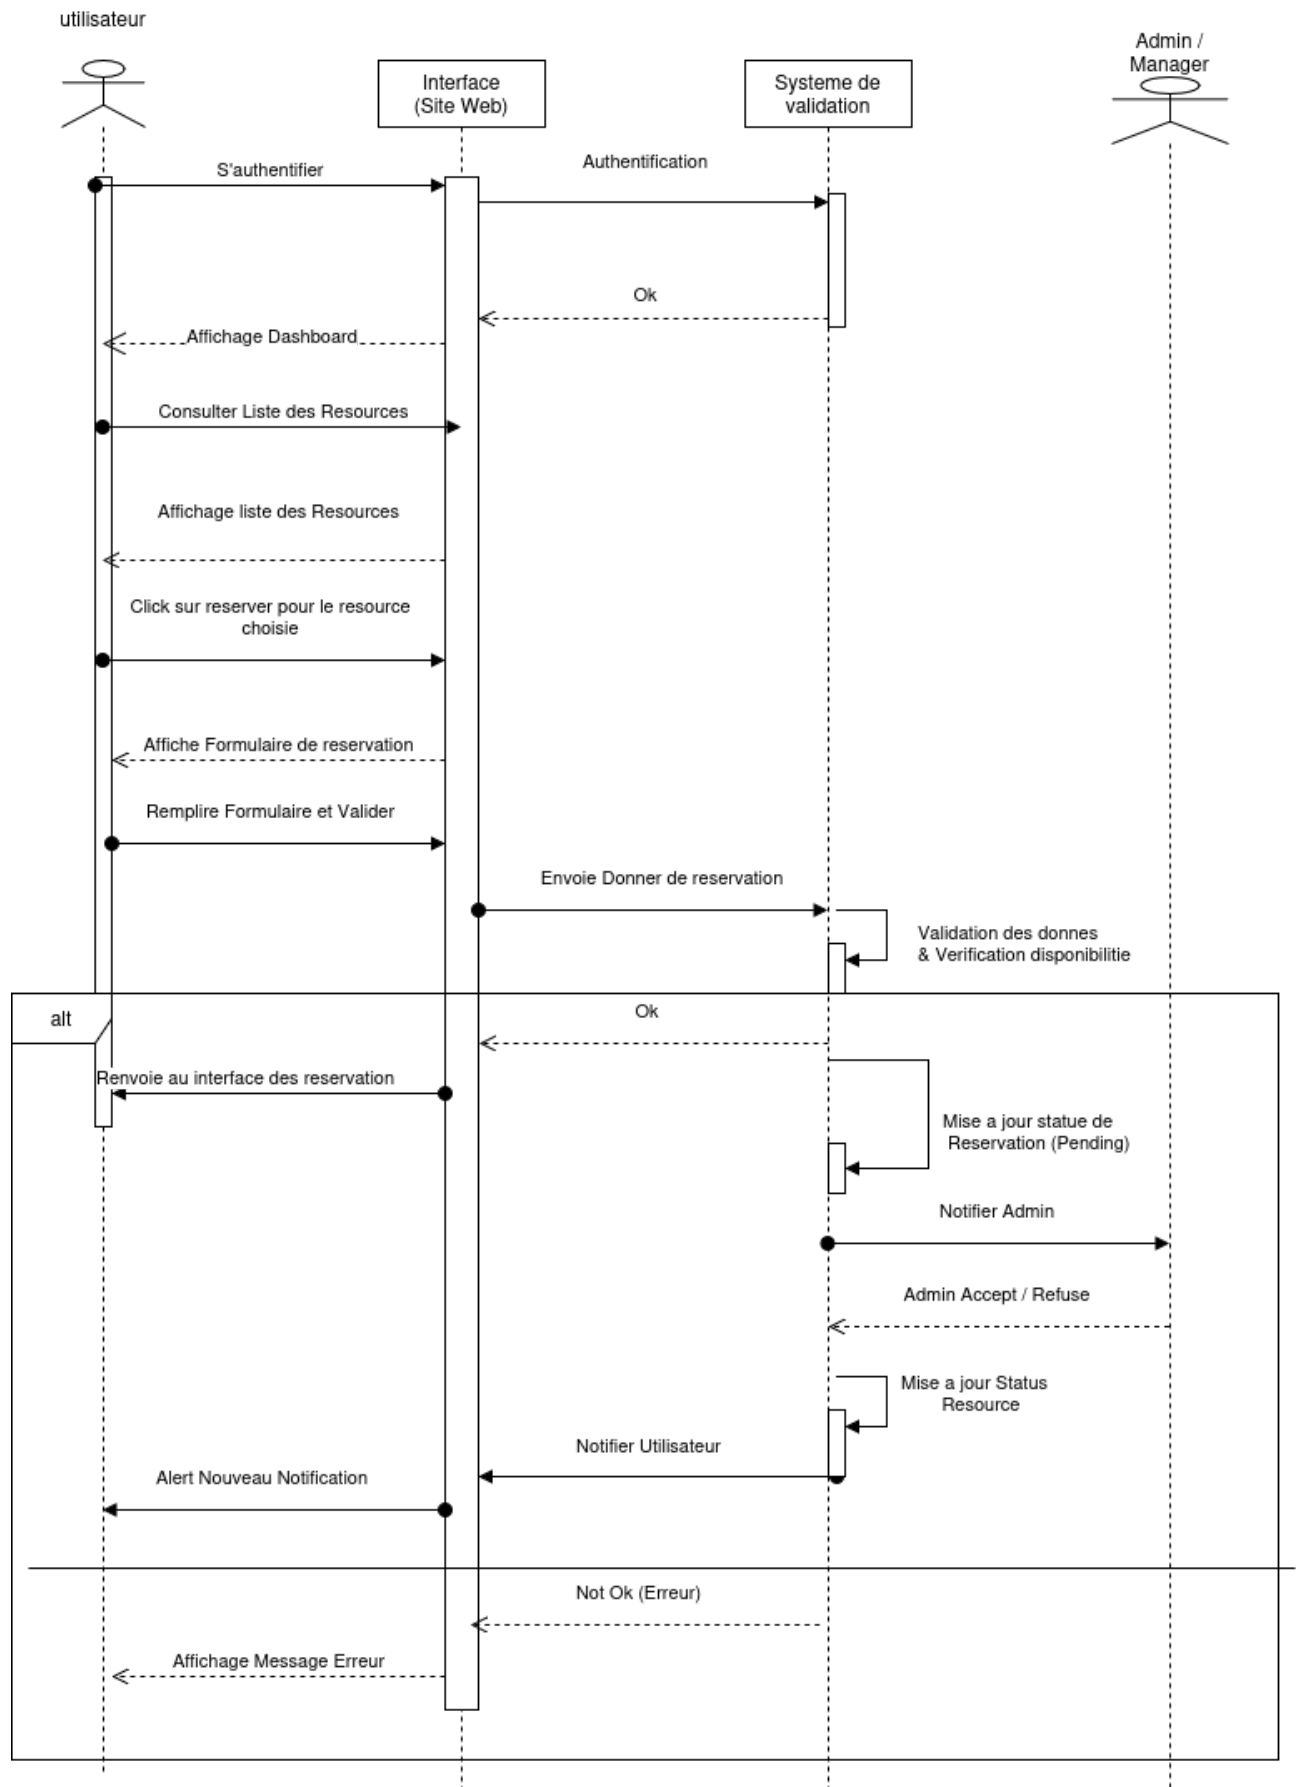 utilisateur
Admin /
Manager
Interface
(Site Web)
Systeme de
validation
S'authentifier
Authentification
Ok
Affichage Dashboard
Consulter Liste des Resources
Affichage liste des Resources
Click sur reserver pour le resource
choisie
Affiche Formulaire de reservation
Remplire Formulaire et Valider
Envoie Donner de reservation
Validation des donnes
& Verification disponibilitie
alt
Ok
Renvoie au interface des reservation
Mise a jour statue de
Reservation (Pending)
Notifier Admin
Admin Accept / Refuse
Mise a jour Status
Resource
Notifier Utilisateur
Alert Nouveau Notification
Not Ok (Erreur)
Affichage Message Erreur